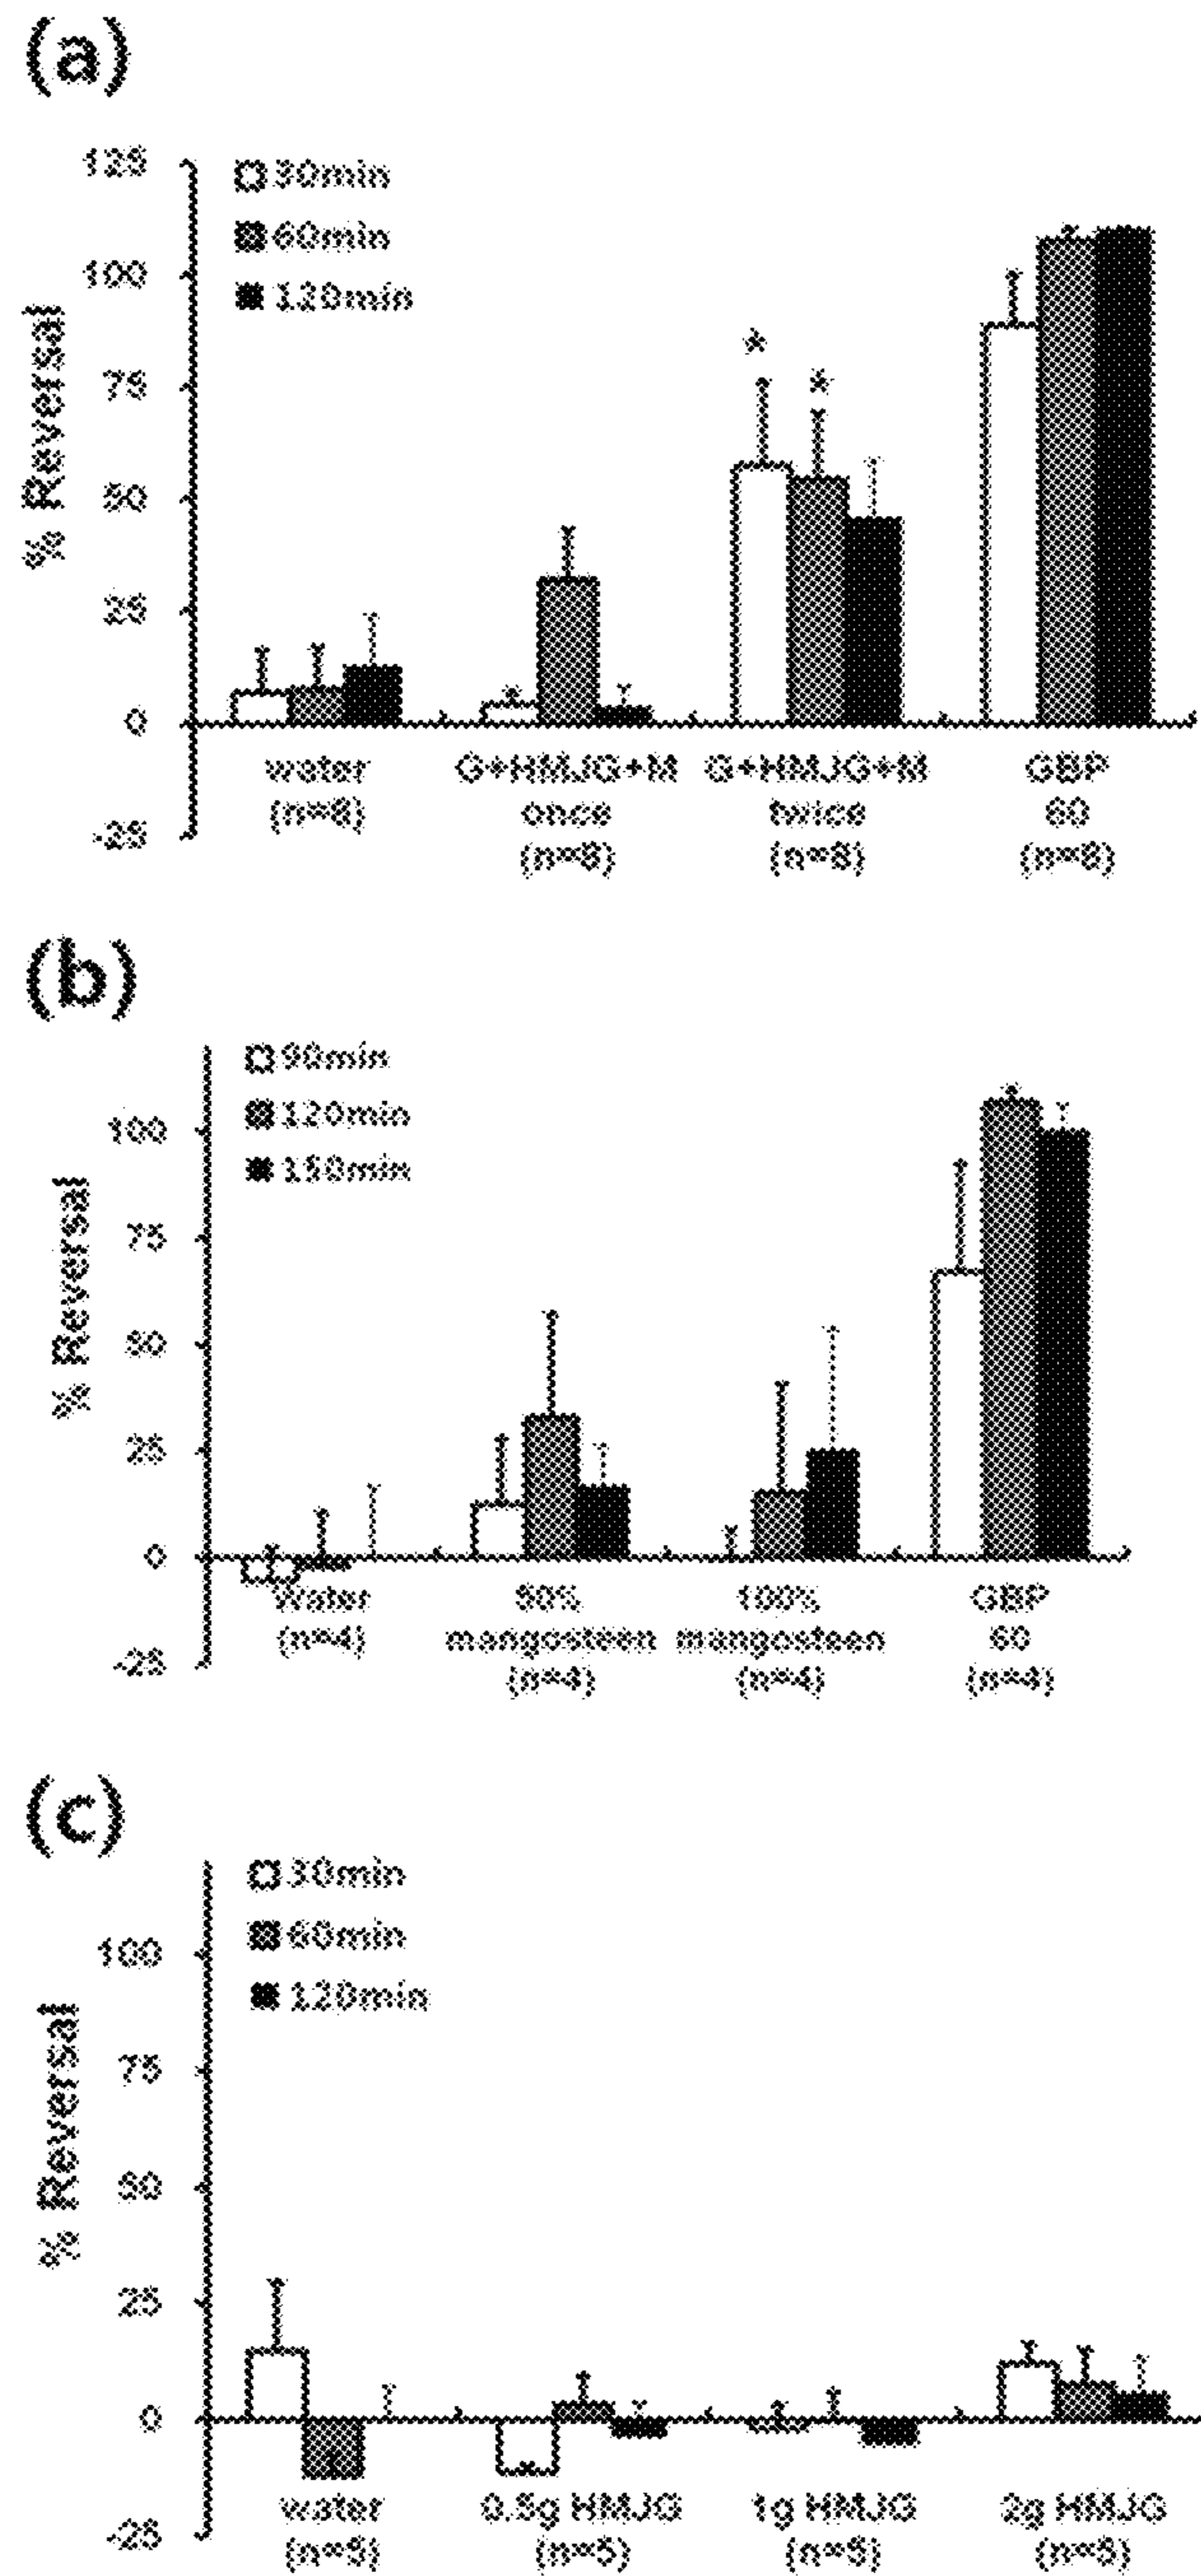 (a)
125
100
75
50
25
0
-25
% Reversal
30min
60min
120min
*
*
water G+HMJG+M G+HMJG+M GBP
(n=8) once twice 60
(n=8) (n=8) (n=8)
(b)
100
75
50
25
0
-25
% Reversal
90min
120min
150min
Water 50% 100% GBP
(n=4) mangosteen mangosteen 60
(n=4) (n=4) (n=4)
(c)
100
75
50
25
0
-25
% Reversal
30min
60min
120min
water 0.5g HMJG 1g HMJG 2g HMJG
(n=5) (n=5) (n=5) (n=5)